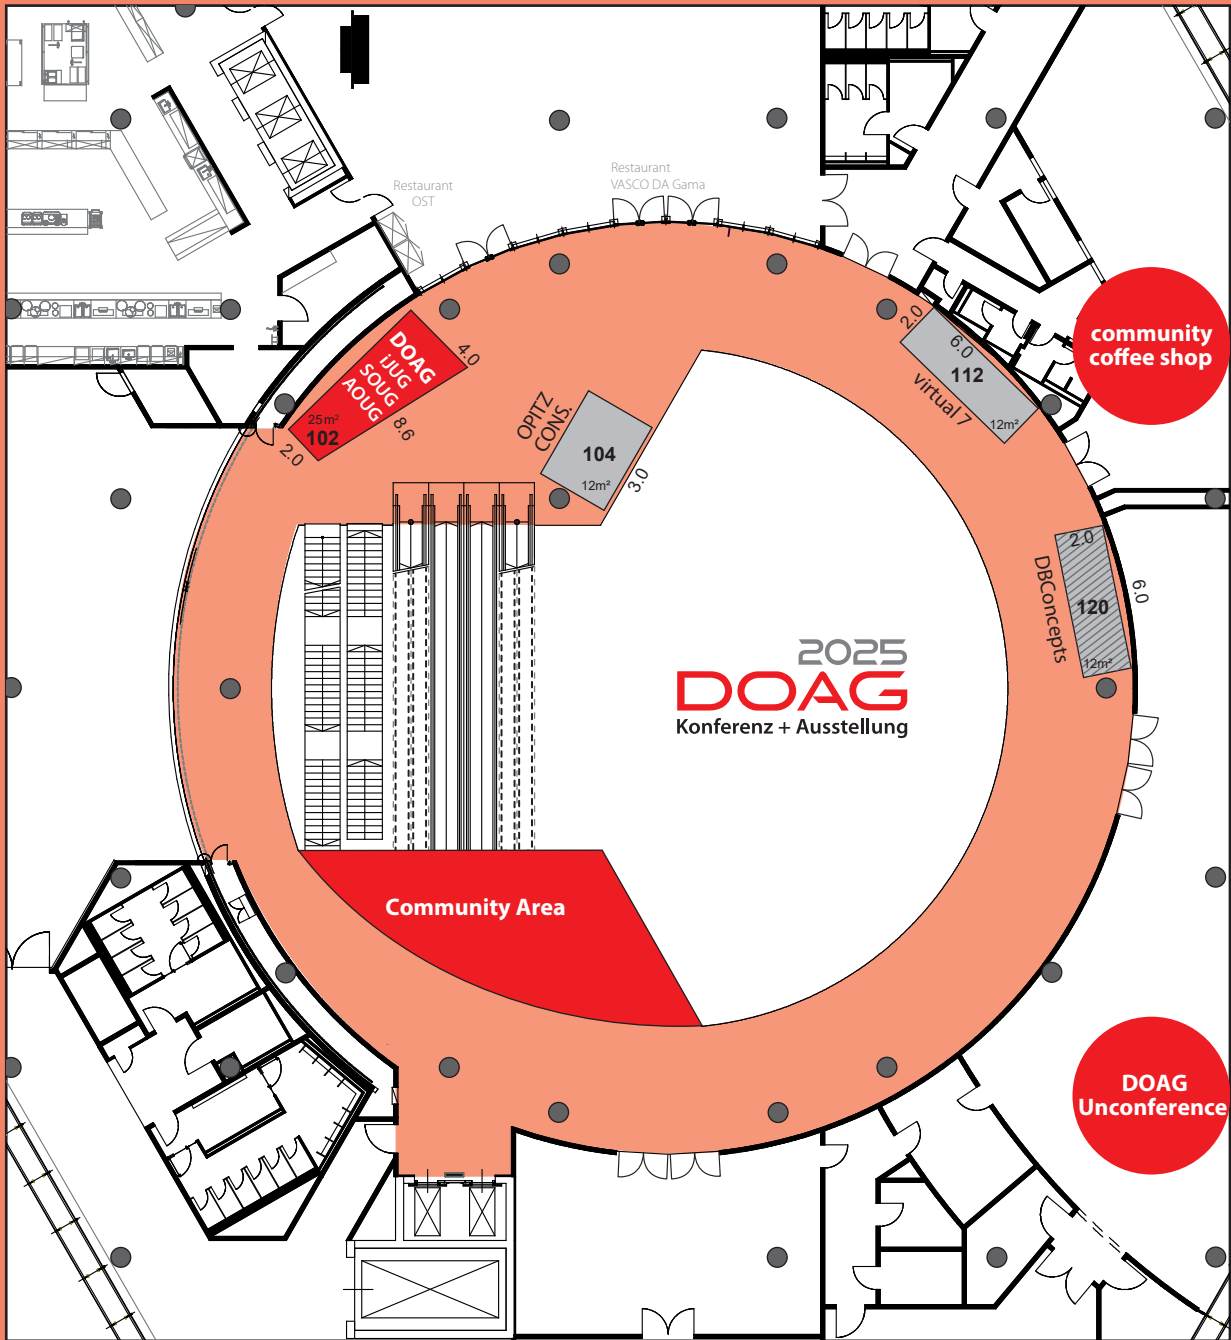 Restaurant
OST
Restaurant
VASCO DA Gama
DOAG
iJUG
SOUG
AOUG
25 m²
102
2.0
8.6
4.0
OPITZ
CONS.
104
12m²
3.0
2.0
6.0
112
virtual 7
12m²
community
coffee shop
2.0
6.0
DBConcepts
120
12m²
2025
DOAG
Konferenz + Ausstellung
Community Area
DOAG
Unconference